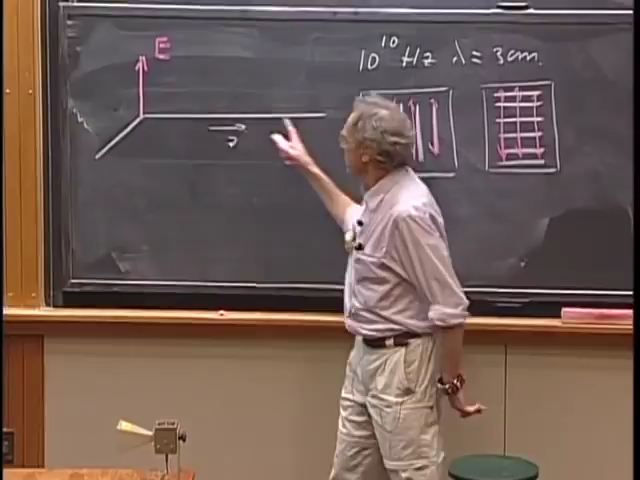 E
10¹⁰ Hz λ = 3cm.